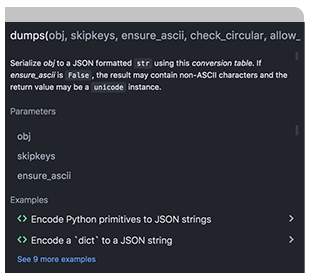 dumps(obj, skipkeys, ensure_ascii, check_circular, allow_
Serialize obj to a JSON formatted str using this conversion table. If
ensure_ascii is False, the result may contain non-ASCII characters and the
return value may be a unicode instance.
Parameters
obj
skipkeys
ensure_ascii
Examples
<> Encode Python primitives to JSON strings
<> Encode a `dict` to a JSON string
See 9 more examples